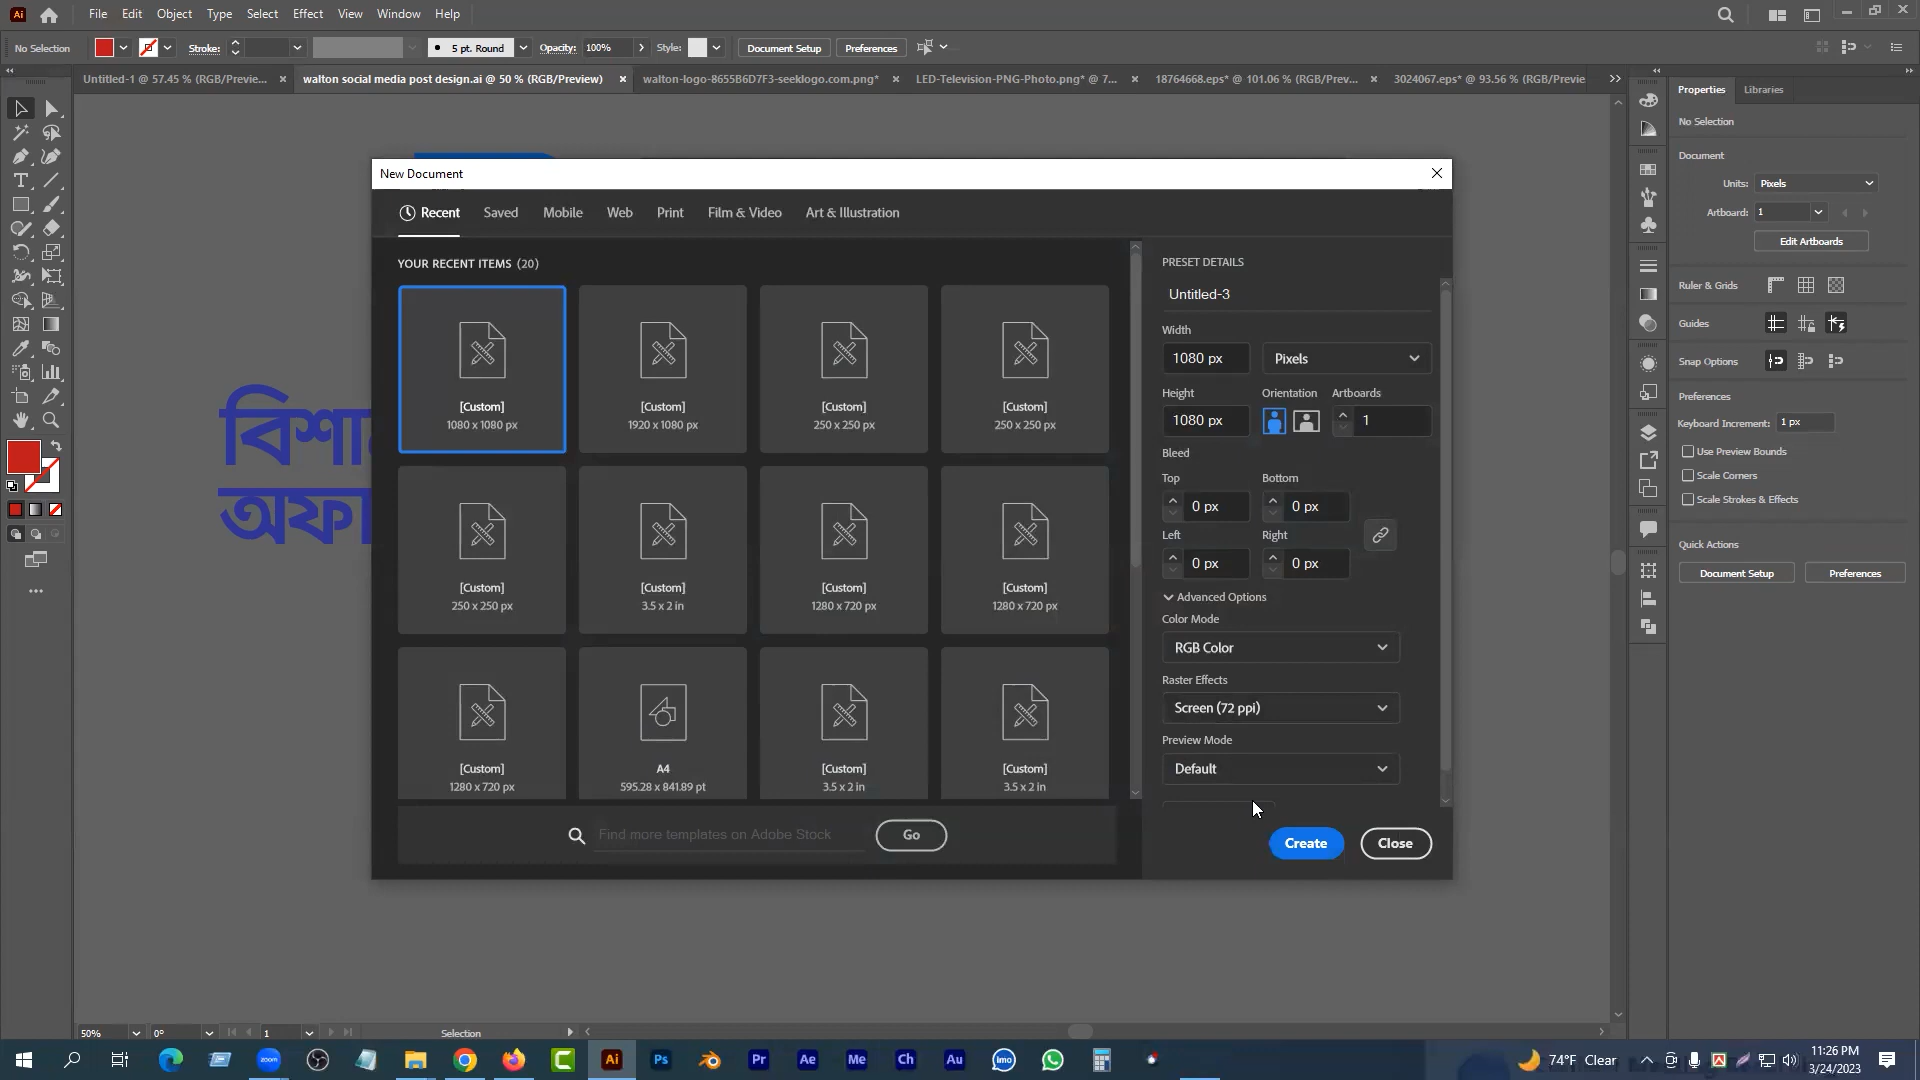 File Edit Object Type Select Effect View Window Help
No Selection Stroke: 5 pt. Round Opacity: 100% Style: Document Setup Preferences
Untitled-1 @ 57.45 % (RGB/Previe... walton social media post design.ai @ 50 % (RGB/Preview) walton-logo-8655B6D7F3-seeklogo.com.png* LED-Television-PNG-Photo.png* @ 7... 18764668.eps* @ 101.06 % (RGB/Prev... 3024067.eps* @ 93.56 % (RGB/Previe
Properties Libraries
No Selection
Document
Units: Pixels
Artboard: 1
Edit Artboards
Ruler & Grids
Guides
Snap Options
Preferences
Keyboard Increment: 1 px
Use Preview Bounds
Scale Corners
Scale Strokes & Effects
Quick Actions
Document Setup Preferences
New Document
Recent Saved Mobile Web Print Film & Video Art & Illustration
YOUR RECENT ITEMS (20)
[Custom] [Custom] [Custom] [Custom]
1080 x 1080 px 1920 x 1080 px 250 x 250 px 250 x 250 px
[Custom] [Custom] [Custom] [Custom]
250 x 250 px 3.5 x 2 in 1280 x 720 px 1280 x 720 px
[Custom] A4 [Custom] [Custom]
1280 x 720 px 595.28 x 841.89 pt 3.5 x 2 in 3.5 x 2 in
Find more templates on Adobe Stock Go
PRESET DETAILS
Untitled-3
Width
1080 px Pixels
Height Orientation Artboards
1080 px 1
Bleed
Top Bottom
0 px 0 px
Left Right
0 px 0 px
Advanced Options
Color Mode
RGB Color
Raster Effects
Screen (72 ppi)
Preview Mode
Default
Create Close
অফা
50% 0° 1 Selection
Ai zoom Ai Ps Pr Ae Me Ch Au imo 74°F Clear 11:26 PM
3/24/2023